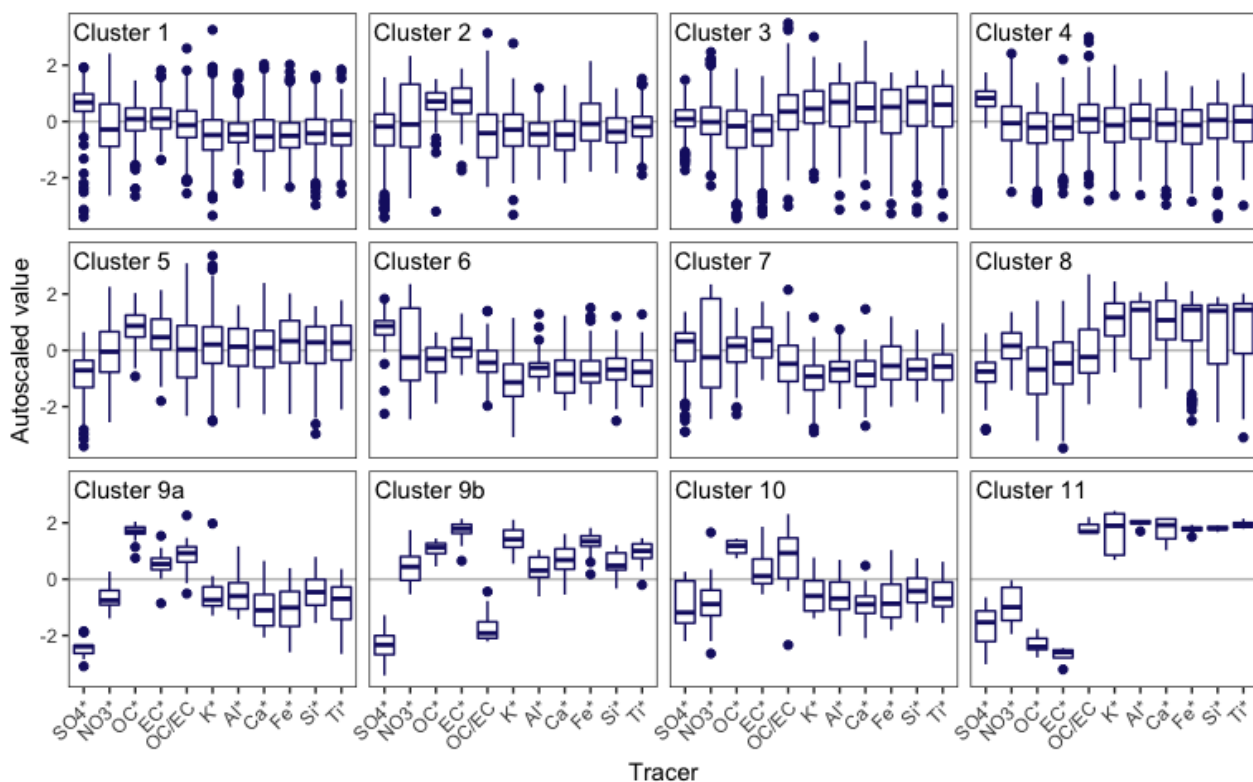 Cluster 1
Cluster 2
Cluster 3
Cluster 4
2
0
-2
Cluster 5
Cluster 6
Cluster 7
Cluster 8
2
0
-2
Cluster 9a
Cluster 9b
Cluster 10
Cluster 11
2
0
-2
Autoscaled value
SO4* NO3* OC* EC* OC/EC K* Al* Ca* Fe* Si* Ti*
SO4* NO3* OC* EC* OC/EC K* Al* Ca* Fe* Si* Ti*
SO4* NO3* OC* EC* OC/EC K* Al* Ca* Fe* Si* Ti*
SO4* NO3* OC* EC* OC/EC K* Al* Ca* Fe* Si* Ti*
Tracer